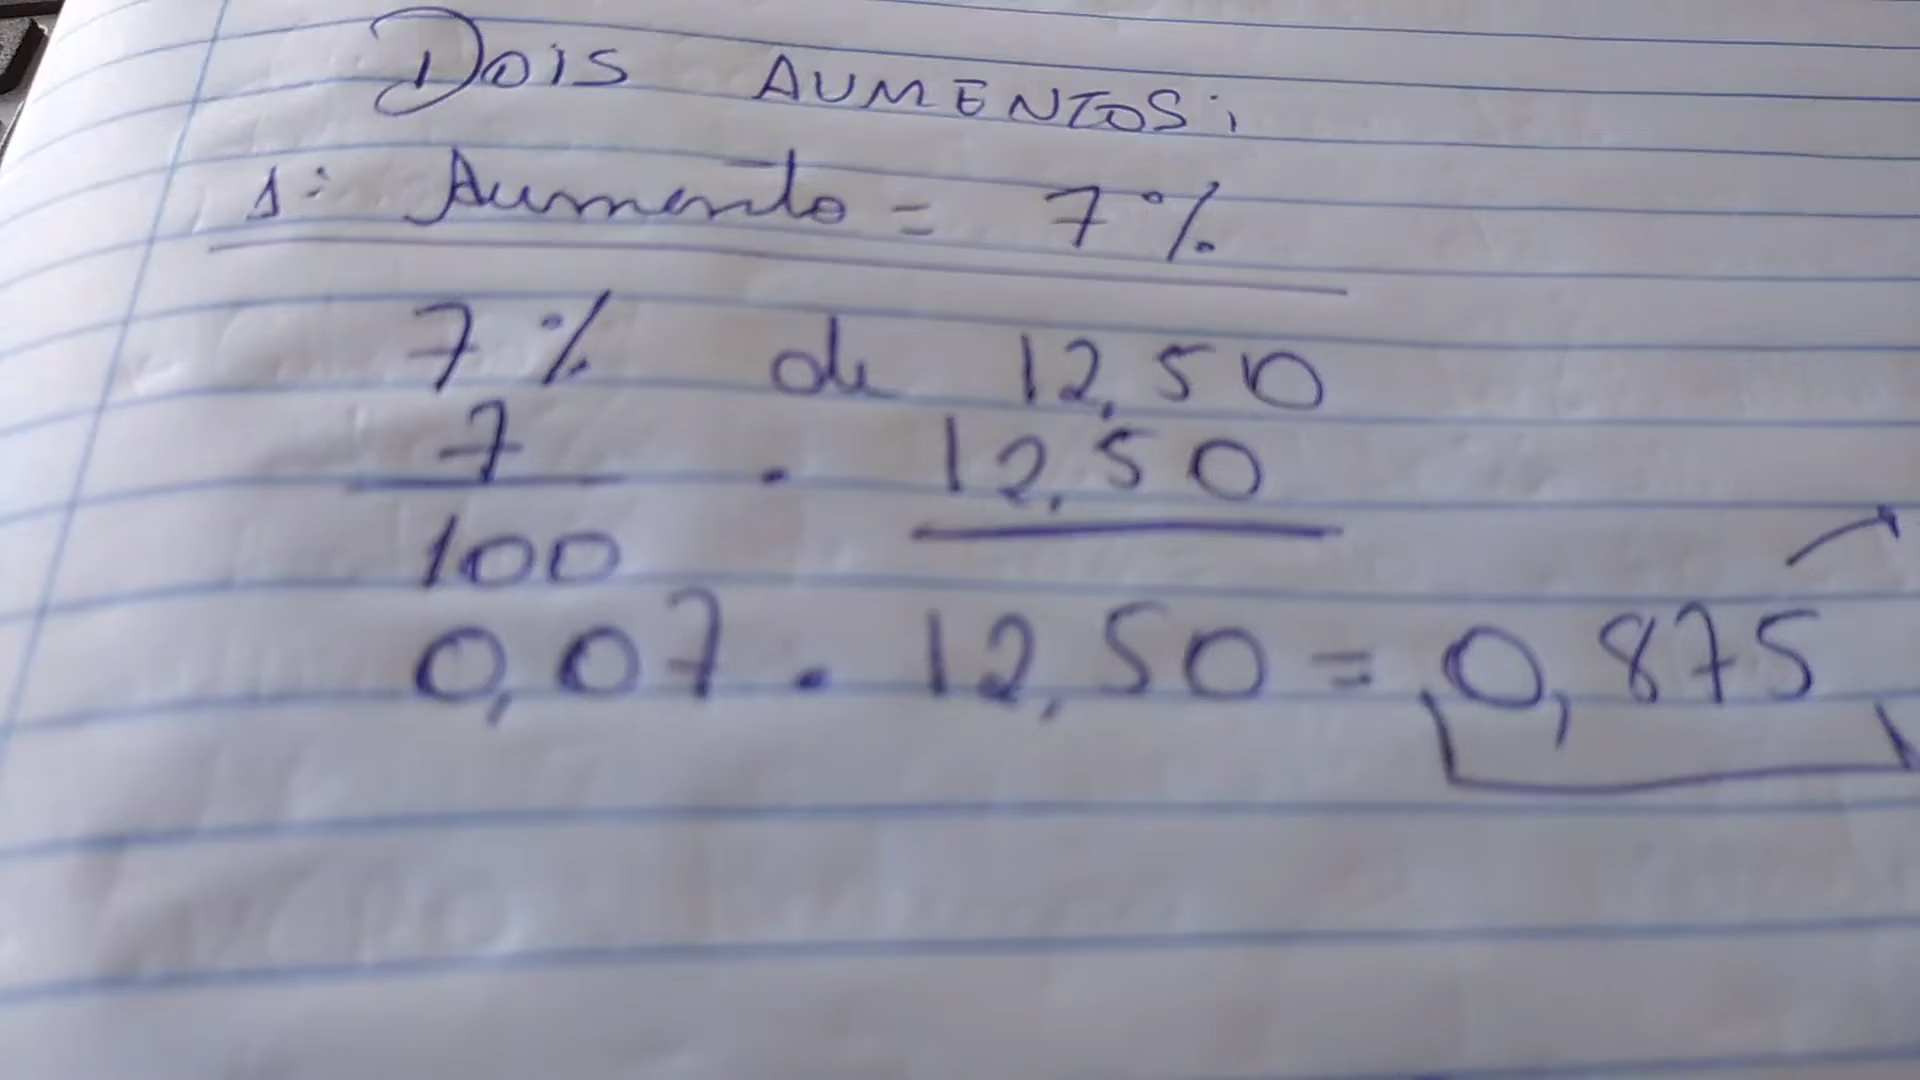 DOIS AUMENTOS:
1: Aumento = 7%
7% de 12,50
7 . 12,50
100
0,07 . 12,50 = 0,875